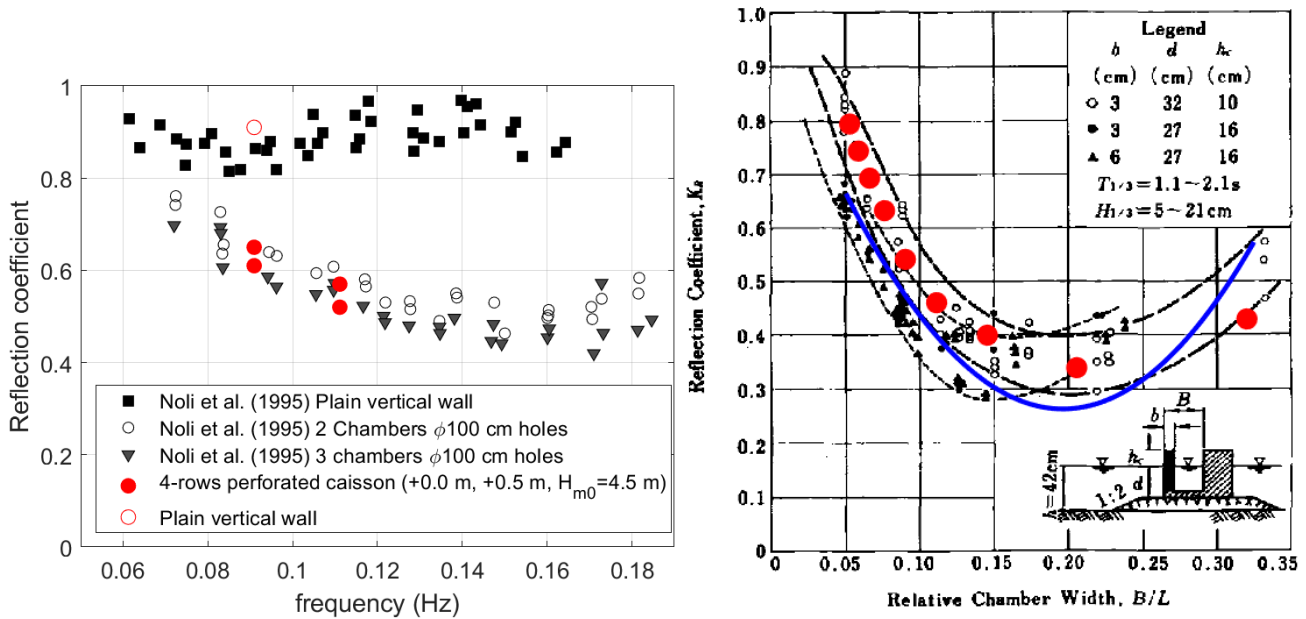 1
0.8
0.6
0.4
0.2
0
Reflection coefficient
0.06
0.08
0.1
0.12
0.14
0.16
0.18
frequency (Hz)
Noli et al. (1995) Plain vertical wall
Noli et al. (1995) 2 Chambers ϕ100 cm holes
Noli et al. (1995) 3 chambers ϕ100 cm holes
4-rows perforated caisson (+0.0 m, +0.5 m, Hm0=4.5 m)
Plain vertical wall
1.0
0.9
0.8
0.7
0.6
0.5
0.4
0.3
0.2
0.1
0
Reflection Coefficient, KR
0
0.05
0.10
0.15
0.20
0.25
0.30
0.35
Relative Chamber Width, B/L
Legend
b d hc
(cm) (cm) (cm)
3 32 10
3 27 16
6 27 16
T1/3=1.1~2.1s
H1/3=5~21cm
B
b
hc
d
h=42cm
1:2